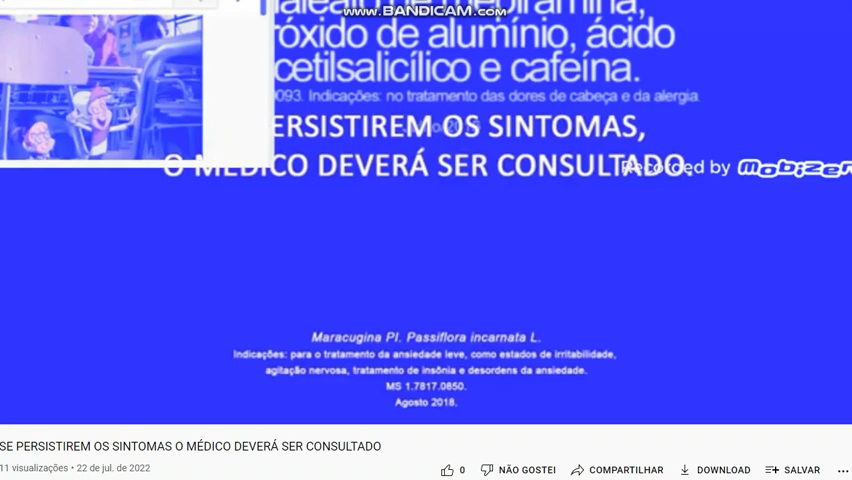 www.BANDICAM.com
mepiramina,
róxido de alumínio, ácido
cetilsalicílico e cafeína.
0093. Indicações: no tratamento das dores de cabeça e da alergia.
ERSISTIREM OS SINTOMAS,
O MÉDICO DEVERÁ SER CONSULTADO.
Recorded by Mobizen
Maracugina PI. Passiflora incarnata L.
Indicações: para o tratamento da ansiedade leve, como estados de irritabilidade,
agitação nervosa, tratamento de insônia e desordens da ansiedade.
MS 1.7817.0850.
Agosto 2018.
SE PERSISTIREM OS SINTOMAS O MÉDICO DEVERÁ SER CONSULTADO
11 visualizações • 22 de jul. de 2022
0 NÃO GOSTEI COMPARTILHAR DOWNLOAD SALVAR ...